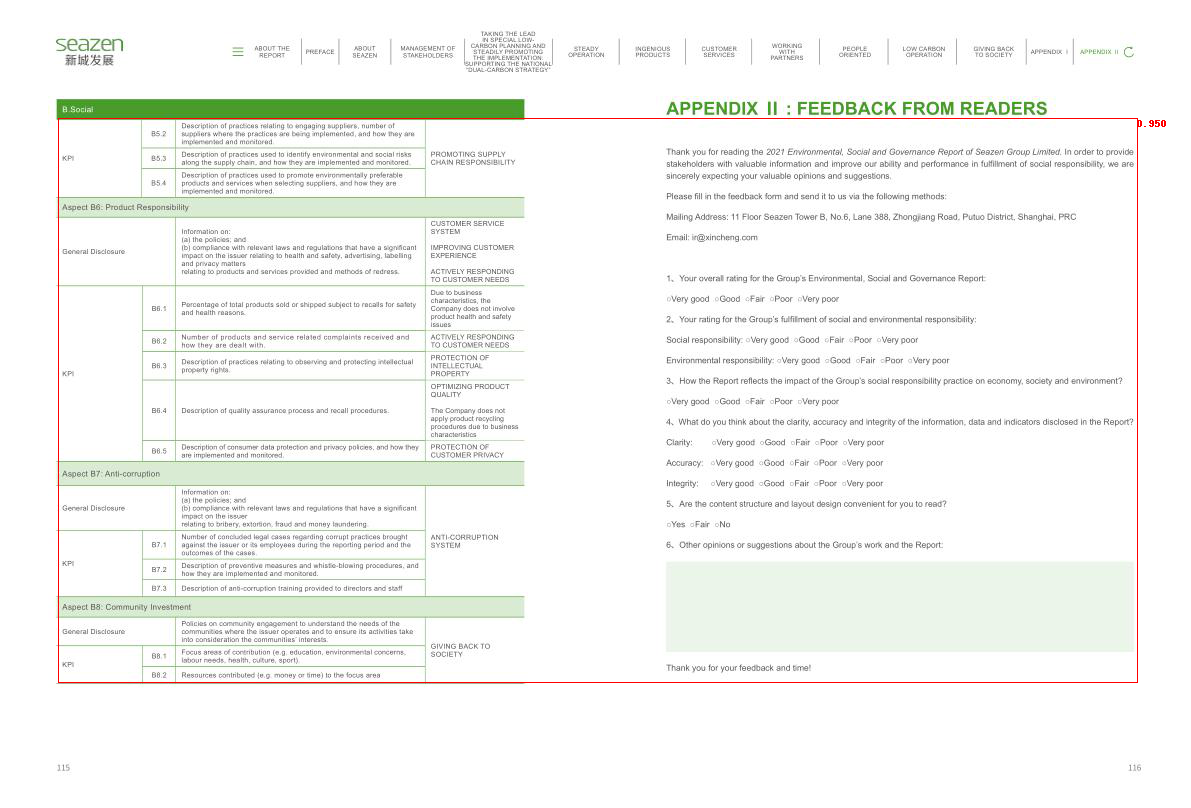 seazen
新城发展
ABOUT THE
REPORT
PREFACE
ABOUT
SEAZEN
MANAGEMENT OF
STAKEHOLDERS
TAKING THE LEAD
IN SPECIAL LOW-
CARBON PLANNING AND
STEADILY PROMOTING
THE IMPLEMENTATION:
SUPPORTING THE NATIONAL
"DUAL-CARBON STRATEGY"
STEADY
OPERATION
INGENIOUS
PRODUCTS
CUSTOMER
SERVICES
WORKING
WITH
PARTNERS
PEOPLE
ORIENTED
LOW CARBON
OPERATION
GIVING BACK
TO SOCIETY
APPENDIX I
APPENDIX II
B.Social
KPI
B5.2
Description of practices relating to engaging suppliers, number of
suppliers where the practices are being implemented, and how they are
implemented and monitored.
PROMOTING SUPPLY
CHAIN RESPONSIBILITY
B5.3
Description of practices used to identify environmental and social risks
along the supply chain, and how they are implemented and monitored.
B5.4
Description of practices used to promote environmentally preferable
products and services when selecting suppliers, and how they are
implemented and monitored.
Aspect B6: Product Responsibility
General Disclosure
Information on:
(a) the policies; and
(b) compliance with relevant laws and regulations that have a significant
impact on the issuer relating to health and safety, advertising, labelling
and privacy matters
relating to products and services provided and methods of redress.
CUSTOMER SERVICE
SYSTEM
IMPROVING CUSTOMER
EXPERIENCE
ACTIVELY RESPONDING
TO CUSTOMER NEEDS
KPI
B6.1
Percentage of total products sold or shipped subject to recalls for safety
and health reasons.
Due to business
characteristics, the
Company does not involve
product health and safety
issues
B6.2
Number of products and service related complaints received and
how they are dealt with.
ACTIVELY RESPONDING
TO CUSTOMER NEEDS
B6.3
Description of practices relating to observing and protecting intellectual
property rights.
PROTECTION OF
INTELLECTUAL
PROPERTY
B6.4
Description of quality assurance process and recall procedures.
OPTIMIZING PRODUCT
QUALITY
The Company does not
apply product recycling
procedures due to business
characteristics
B6.5
Description of consumer data protection and privacy policies, and how they
are implemented and monitored.
PROTECTION OF
CUSTOMER PRIVACY
Aspect B7: Anti-corruption
General Disclosure
Information on:
(a) the policies; and
(b) compliance with relevant laws and regulations that have a significant
impact on the issuer
relating to bribery, extortion, fraud and money laundering.
ANTI-CORRUPTION
SYSTEM
KPI
B7.1
Number of concluded legal cases regarding corrupt practices brought
against the issuer or its employees during the reporting period and the
outcomes of the cases.
B7.2
Description of preventive measures and whistle-blowing procedures, and
how they are implemented and monitored.
B7.3
Description of anti-corruption training provided to directors and staff
Aspect B8: Community Investment
General Disclosure
Policies on community engagement to understand the needs of the
communities where the issuer operates and to ensure its activities take
into consideration the communities' interests.
GIVING BACK TO
SOCIETY
KPI
B8.1
Focus areas of contribution (e.g. education, environmental concerns,
labour needs, health, culture, sport).
B8.2
Resources contributed (e.g. money or time) to the focus area
115
APPENDIX II : FEEDBACK FROM READERS
0.950
Thank you for reading the 2021 Environmental, Social and Governance Report of Seazen Group Limited. In order to provide
stakeholders with valuable information and improve our ability and performance in fulfillment of social responsibility, we are
sincerely expecting your valuable opinions and suggestions.
Please fill in the feedback form and send it to us via the following methods:
Mailing Address: 11 Floor Seazen Tower B, No.6, Lane 388, Zhongjiang Road, Putuo District, Shanghai, PRC
Email: ir@xincheng.com
1、Your overall rating for the Group's Environmental, Social and Governance Report:
○Very good ○Good ○Fair ○Poor ○Very poor
2、Your rating for the Group's fulfillment of social and environmental responsibility:
Social responsibility: ○Very good ○Good ○Fair ○Poor ○Very poor
Environmental responsibility: ○Very good ○Good ○Fair ○Poor ○Very poor
3、How the Report reflects the impact of the Group's social responsibility practice on economy, society and environment?
○Very good ○Good ○Fair ○Poor ○Very poor
4、What do you think about the clarity, accuracy and integrity of the information, data and indicators disclosed in the Report?
Clarity: ○Very good ○Good ○Fair ○Poor ○Very poor
Accuracy: ○Very good ○Good ○Fair ○Poor ○Very poor
Integrity: ○Very good ○Good ○Fair ○Poor ○Very poor
5、Are the content structure and layout design convenient for you to read?
○Yes ○Fair ○No
6、Other opinions or suggestions about the Group's work and the Report:
Thank you for your feedback and time!
116